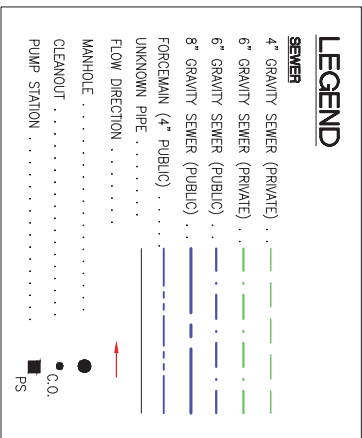 LEGEND
SEWER
4" GRAVITY SEWER (PRIVATE) . .
6" GRAVITY SEWER (PRIVATE) . .
6" GRAVITY SEWER (PUBLIC) . .
8" GRAVITY SEWER (PUBLIC) . .
FORCEMAIN (4" PUBLIC) . . . . .
UNKNOWN PIPE . . . . . . .
FLOW DIRECTION . . . . . . .
MANHOLE . . . . . . . . . . . . . .
CLEANOUT . . . . . . . . . . . . . . C.O.
PUMP STATION . . . . . . . . . . . . PS